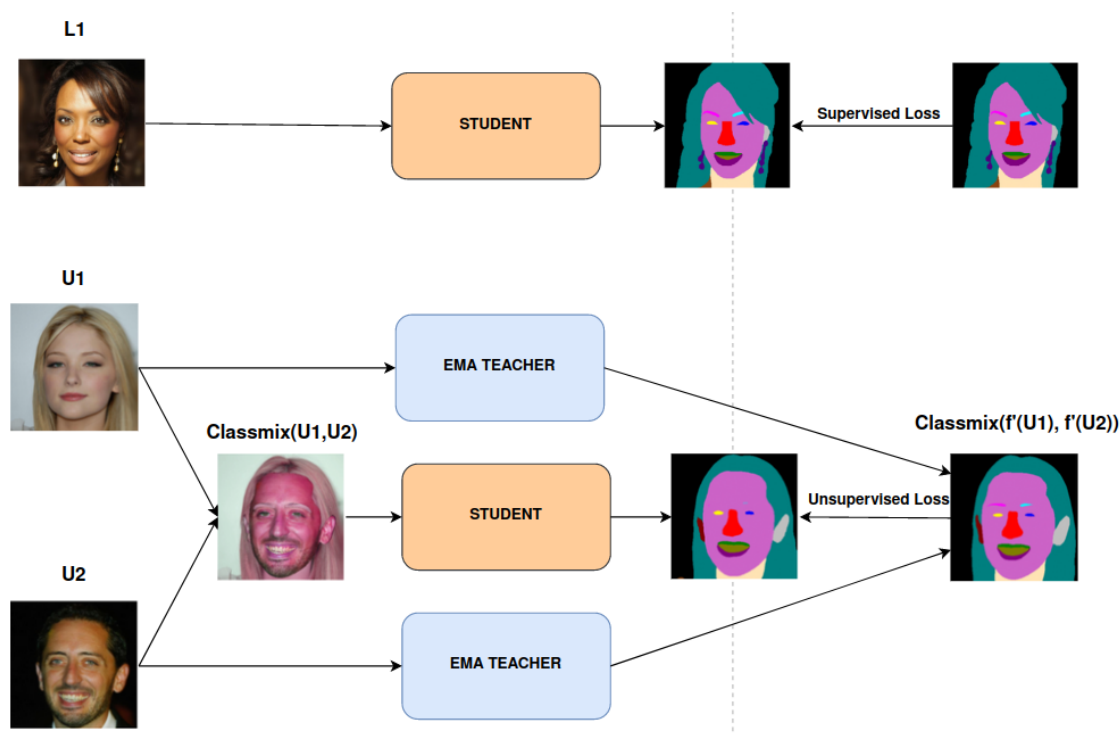 L1
STUDENT
Supervised Loss
U1
EMA TEACHER
Classmix(U1,U2)
Classmix(f'(U1), f'(U2))
STUDENT
Unsupervised Loss
U2
EMA TEACHER